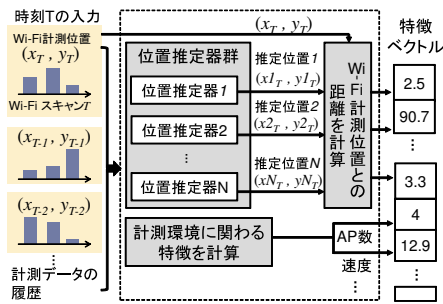 時刻Tの入力
Wi-Fi計測位置
(x_T , y_T)
Wi-Fi スキャンT
(x_{T-1} , y_{T-1})
(x_{T-2} , y_{T-2})
⋮
計測データの
履歴
(x_T , y_T)
位置推定器群
位置推定器1
位置推定器2
⋮
位置推定器N
推定位置1
(x1_T , y1_T)
推定位置2
(x2_T , y2_T)
⋮
推定位置N
(xN_T , yN_T)
Wi-Fi計測位置との
距離を計算
計測環境に関わる
特徴を計算
AP数
速度
特徴
ベクトル
2.5
90.7
⋮
3.3
4
12.9
⋮